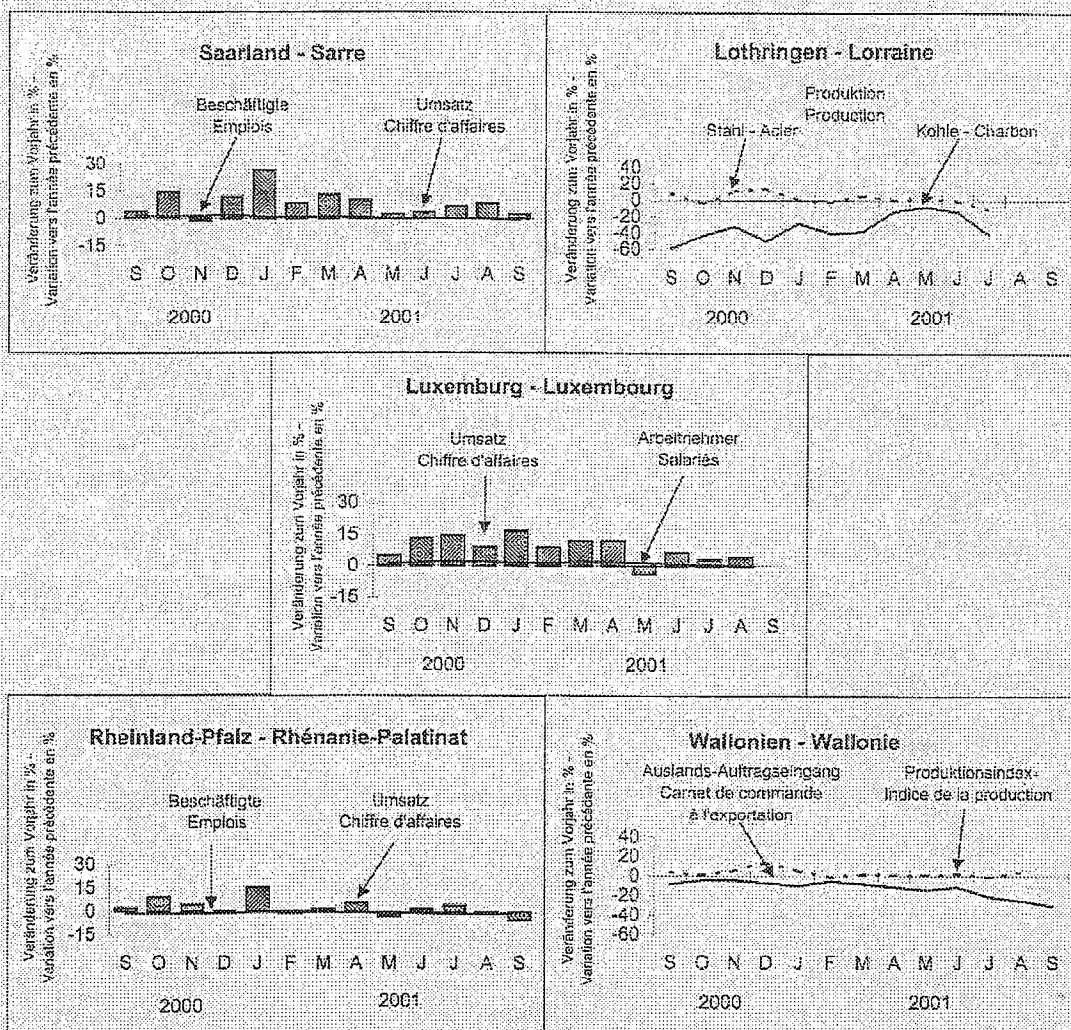 Saarland - Sarre
Veränderung zum Vorjahr in % -
Variation vers l'année précédente en %
Beschäftigte
Emplois
Umsatz
Chiffre d'affaires
30
15
0
-15
S O N D J F M A M J J A S
2000 2001
Lothringen - Lorraine
Veränderung zum Vorjahr in % -
Variation vers l'année précédente en %
Produktion
Production
Stahl - Acier
Kohle - Charbon
40
20
0
-20
-40
-60
S O N D J F M A M J J A S
2000 2001
Luxemburg - Luxembourg
Veränderung zum Vorjahr in % -
Variation vers l'année précédente en %
Umsatz
Chiffre d'affaires
Arbeitnehmer
Salariés
30
15
0
-15
S O N D J F M A M J J A S
2000 2001
Rheinland-Pfalz - Rhénanie-Palatinat
Veränderung zum Vorjahr in % -
Variation vers l'année précédente en %
Beschäftigte
Emplois
Umsatz
Chiffre d'affaires
30
15
0
-15
S O N D J F M A M J J A S
2000 2001
Wallonien - Wallonie
Veränderung zum Vorjahr in % -
Variation vers l'année précédente en %
Auslands-Auftragseingang
Carnet de commande
à l'exportation
Produktionsindex-
Indice de la production
40
20
0
-20
-40
-60
S O N D J F M A M J J A S
2000 2001